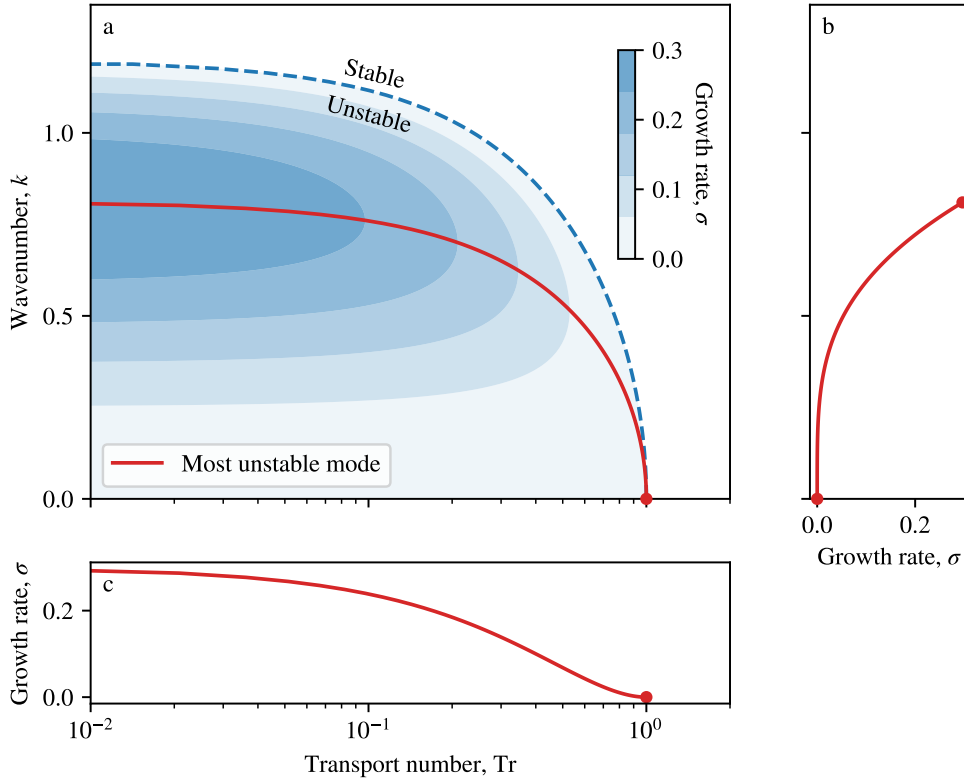 a
Stable
Unstable
0.3
0.2
0.1
0.0
Growth rate, σ
1.0
0.5
0.0
Wavenumber, k
Most unstable mode
b
0.0
0.2
Growth rate, σ
c
0.2
0.0
Growth rate, σ
10⁻²
10⁻¹
10⁰
Transport number, Tr